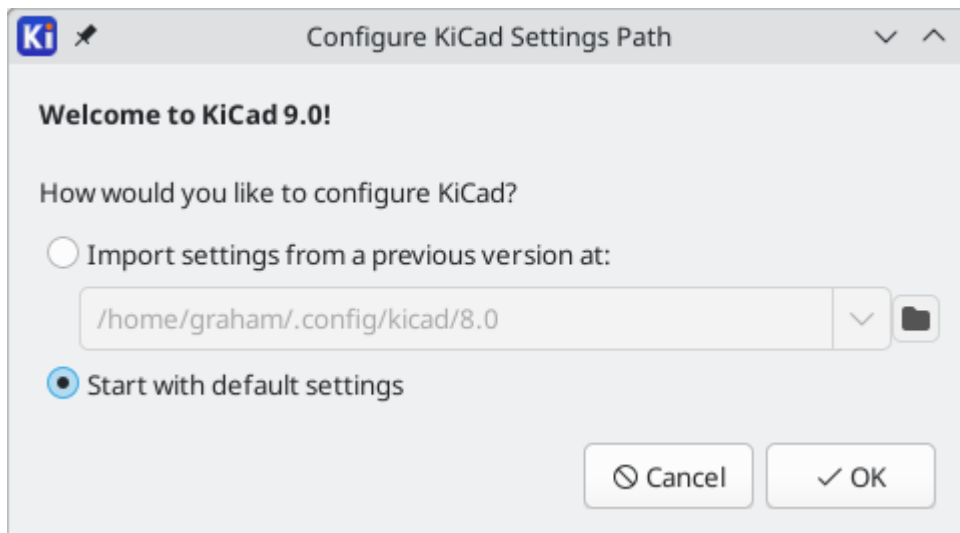 Ki Configure KiCad Settings Path
Welcome to KiCad 9.0!
How would you like to configure KiCad?
Import settings from a previous version at:
/home/graham/.config/kicad/8.0
Start with default settings
Cancel OK